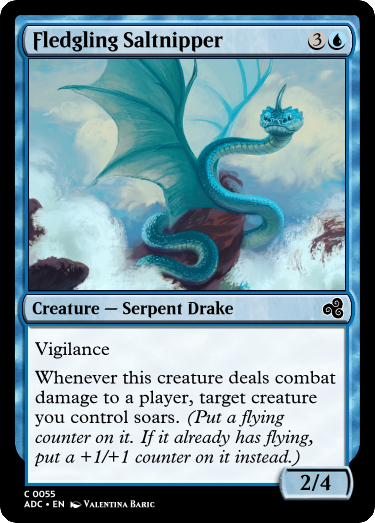 Fledgling Saltnipper 3
Creature — Serpent Drake
Vigilance
Whenever this creature deals combat
damage to a player, target creature
you control soars. (Put a flying
counter on it. If it already has flying,
put a +1/+1 counter on it instead.)
2/4
C 0055
ADC • EN Valentina Baric